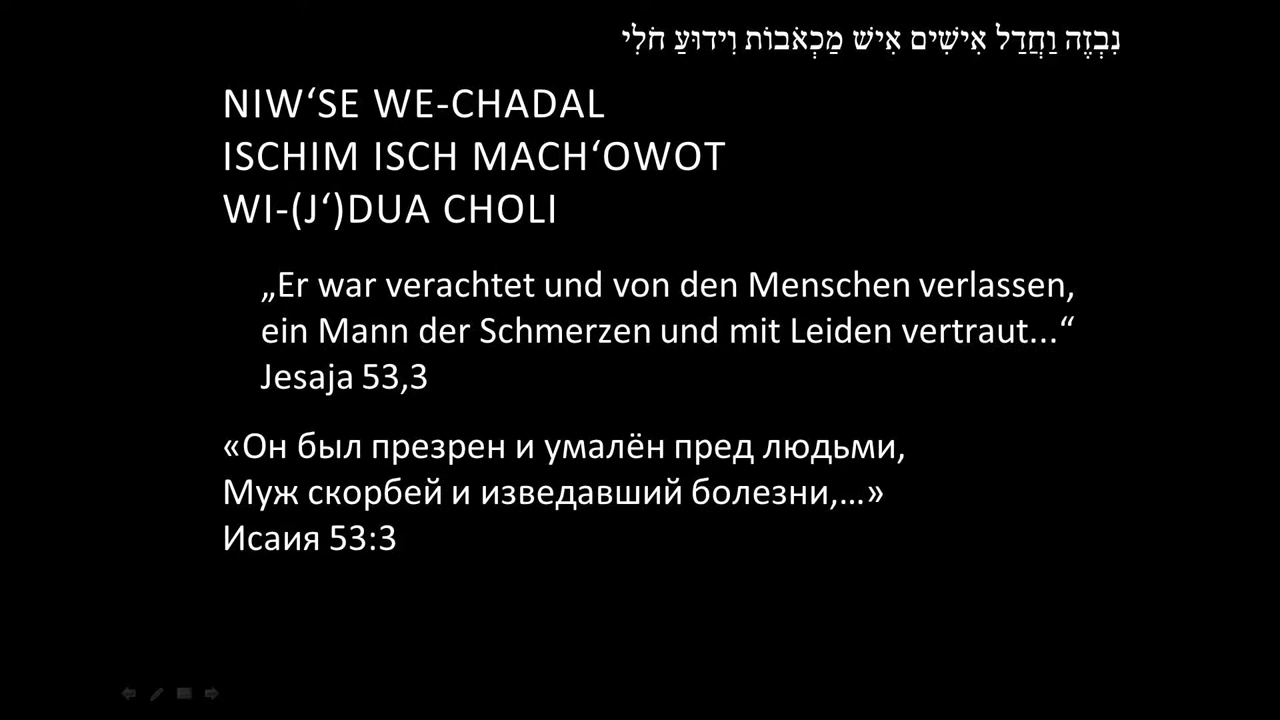 נִבְזֶה וַחֲדַל אִישִׁים אִישׁ מַכְאֹבוֹת וִידוּעַ חֹלִי
NIW‘SE WE-CHADAL
ISCHIM ISCH MACH‘OWOT
WI-(J‘)DUA CHOLI
„Er war verachtet und von den Menschen verlassen,
ein Mann der Schmerzen und mit Leiden vertraut...“
Jesaja 53,3
«Он был презрен и умалён пред людьми,
Муж скорбей и изведавший болезни,…»
Исаия 53:3